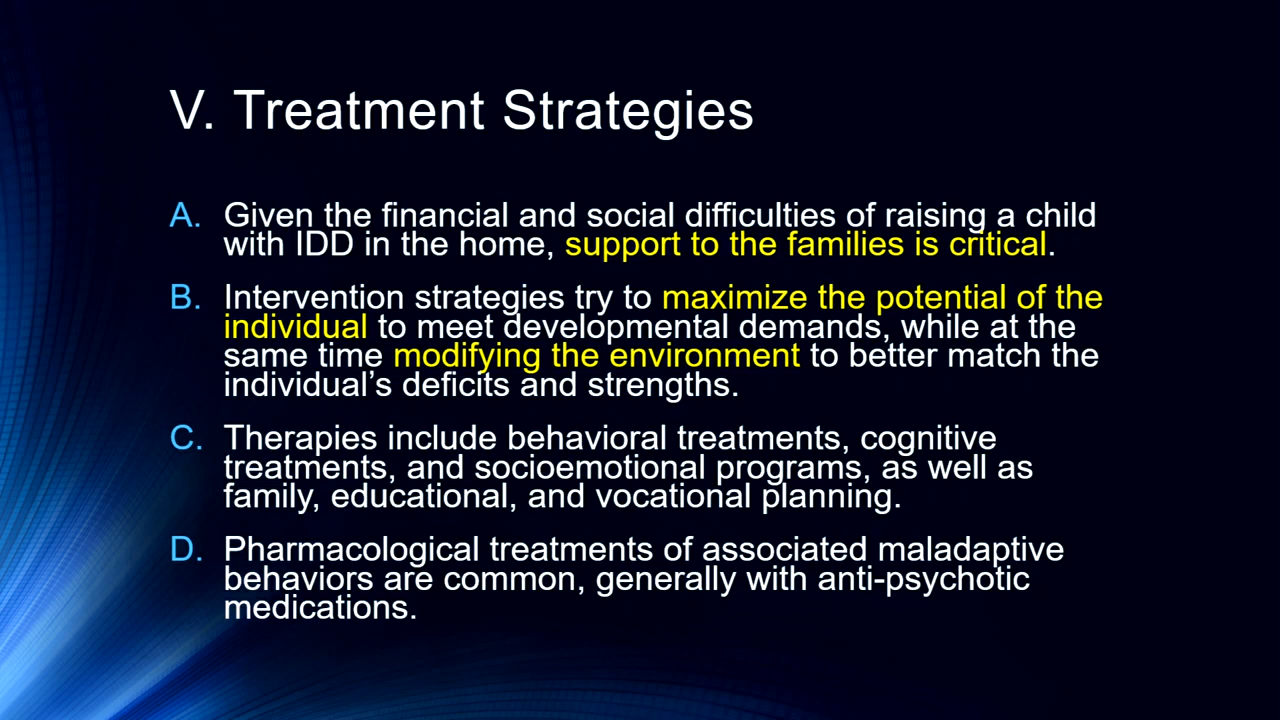 V. Treatment Strategies
A. Given the financial and social difficulties of raising a child
with IDD in the home, support to the families is critical.
B. Intervention strategies try to maximize the potential of the
individual to meet developmental demands, while at the
same time modifying the environment to better match the
individual’s deficits and strengths.
C. Therapies include behavioral treatments, cognitive
treatments, and socioemotional programs, as well as
family, educational, and vocational planning.
D. Pharmacological treatments of associated maladaptive
behaviors are common, generally with anti-psychotic
medications.